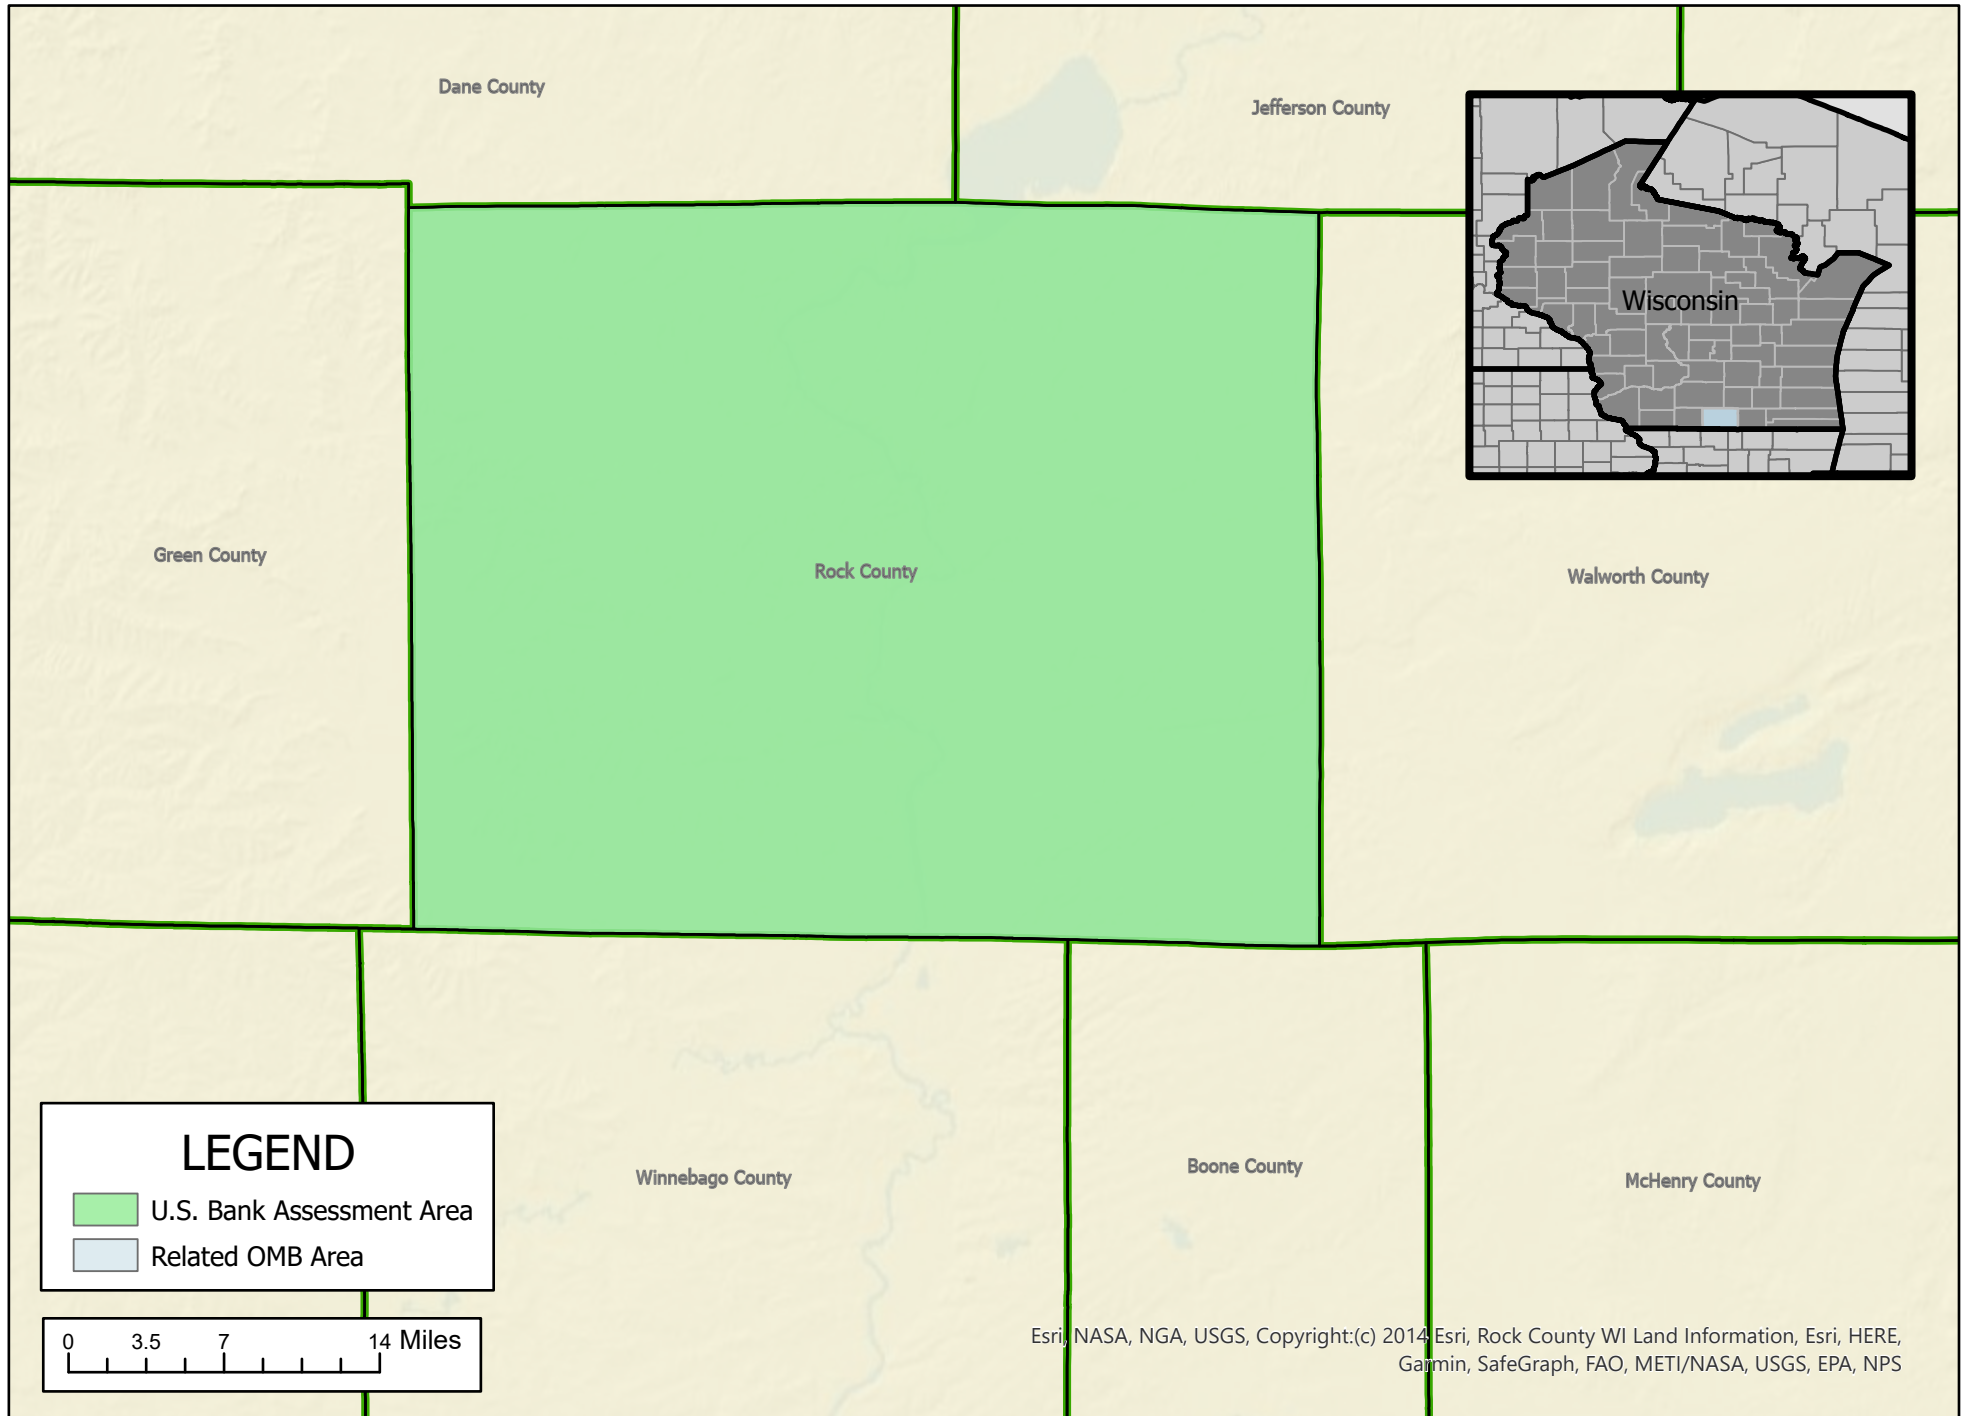 Dane County
Jefferson County
Wisconsin
Green County
Rock County
Walworth County
Winnebago County
Boone County
McHenry County
LEGEND
U.S. Bank Assessment Area
Related OMB Area
0 3.5 7 14 Miles
Esri, NASA, NGA, USGS, Copyright:(c) 2014 Esri, Rock County WI Land Information, Esri, HERE,
Garmin, SafeGraph, FAO, METI/NASA, USGS, EPA, NPS